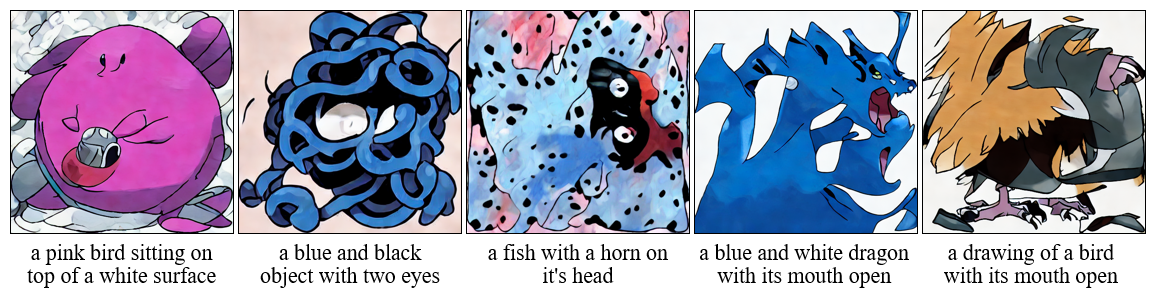 a pink bird sitting on
top of a white surface
a blue and black
object with two eyes
a fish with a horn on
it's head
a blue and white dragon
with its mouth open
a drawing of a bird
with its mouth open